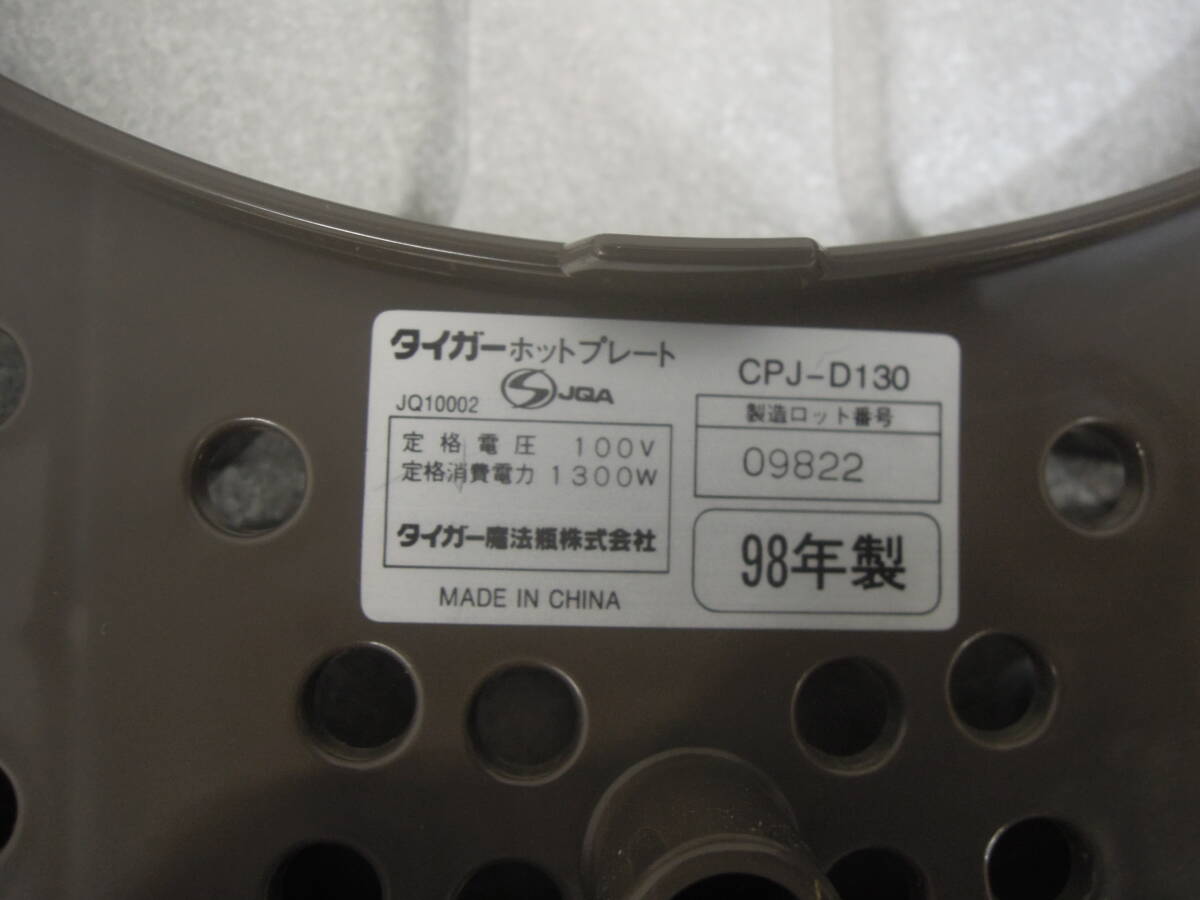 タイガーホットプレート
JQ10002 JQA
定格電圧 100V
定格消費電力 1300W
タイガー魔法瓶株式会社
MADE IN CHINA
CPJ-D130
製造ロット番号
09822
98年製